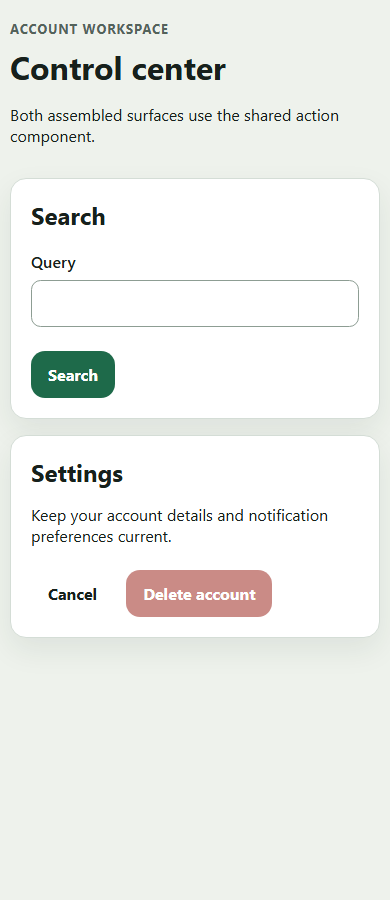 ACCOUNT WORKSPACE
Control center
Both assembled surfaces use the shared action
component.
Search
Query
Search
Settings
Keep your account details and notification
preferences current.
Cancel
Delete account